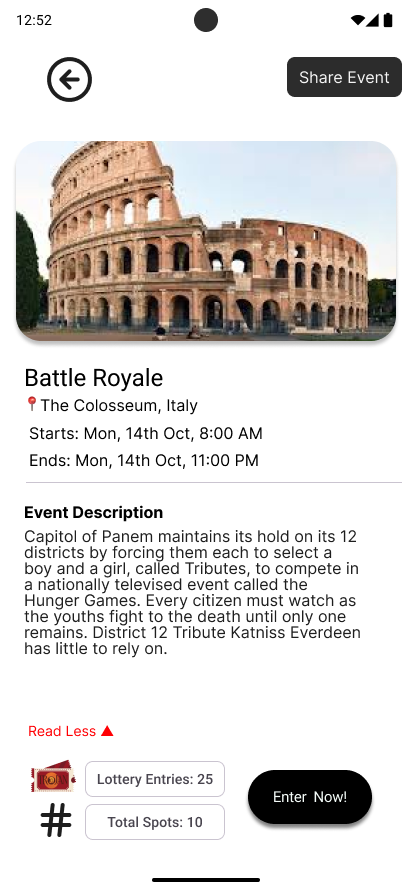 12:52
Share Event
Battle Royale
The Colosseum, Italy
Starts: Mon, 14th Oct, 8:00 AM
Ends: Mon, 14th Oct, 11:00 PM
Event Description
Capitol of Panem maintains its hold on its 12
districts by forcing them each to select a
boy and a girl, called Tributes, to compete in
a nationally televised event called the
Hunger Games. Every citizen must watch as
the youths fight to the death until only one
remains. District 12 Tribute Katniss Everdeen
has little to rely on.
Read Less ▲
Lottery Entries: 25
Enter Now!
# Total Spots: 10